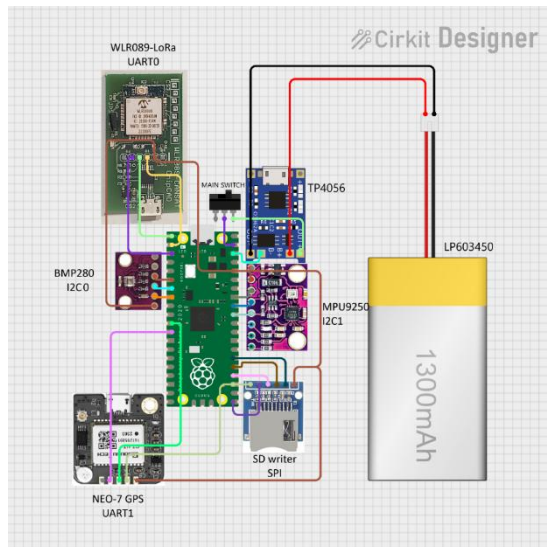 Cirkit Designer
WLR089-LoRa
UART0
MAIN SWITCH
TP4056
LP603450
BMP280
I2C0
MPU9250
I2C1
1300mAh
SD writer
SPI
NEO-7 GPS
UART1